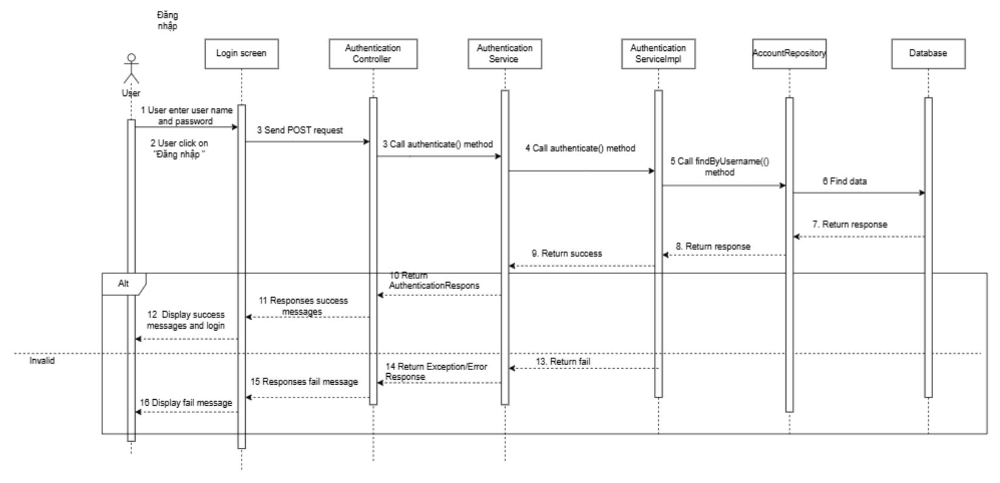 Đăng
nhập
User
Login screen
Authentication
Controller
Authentication
Service
Authentication
ServiceImpl
AccountRepository
Database
1 User enter user name
and password
2 User click on
"Đăng nhập "
3 Send POST request
3 Call authenticate() method
4 Call authenticate() method
5 Call findByUsername(()
method
6 Find data
7. Return response
8. Return response
9. Return success
Alt
10 Return
AuthenticationRespons
11 Responses success
messages
12 Display success
messages and login
Invalid
13. Return fail
14 Return Exception/Error
Response
15 Responses fail message
16 Display fail message